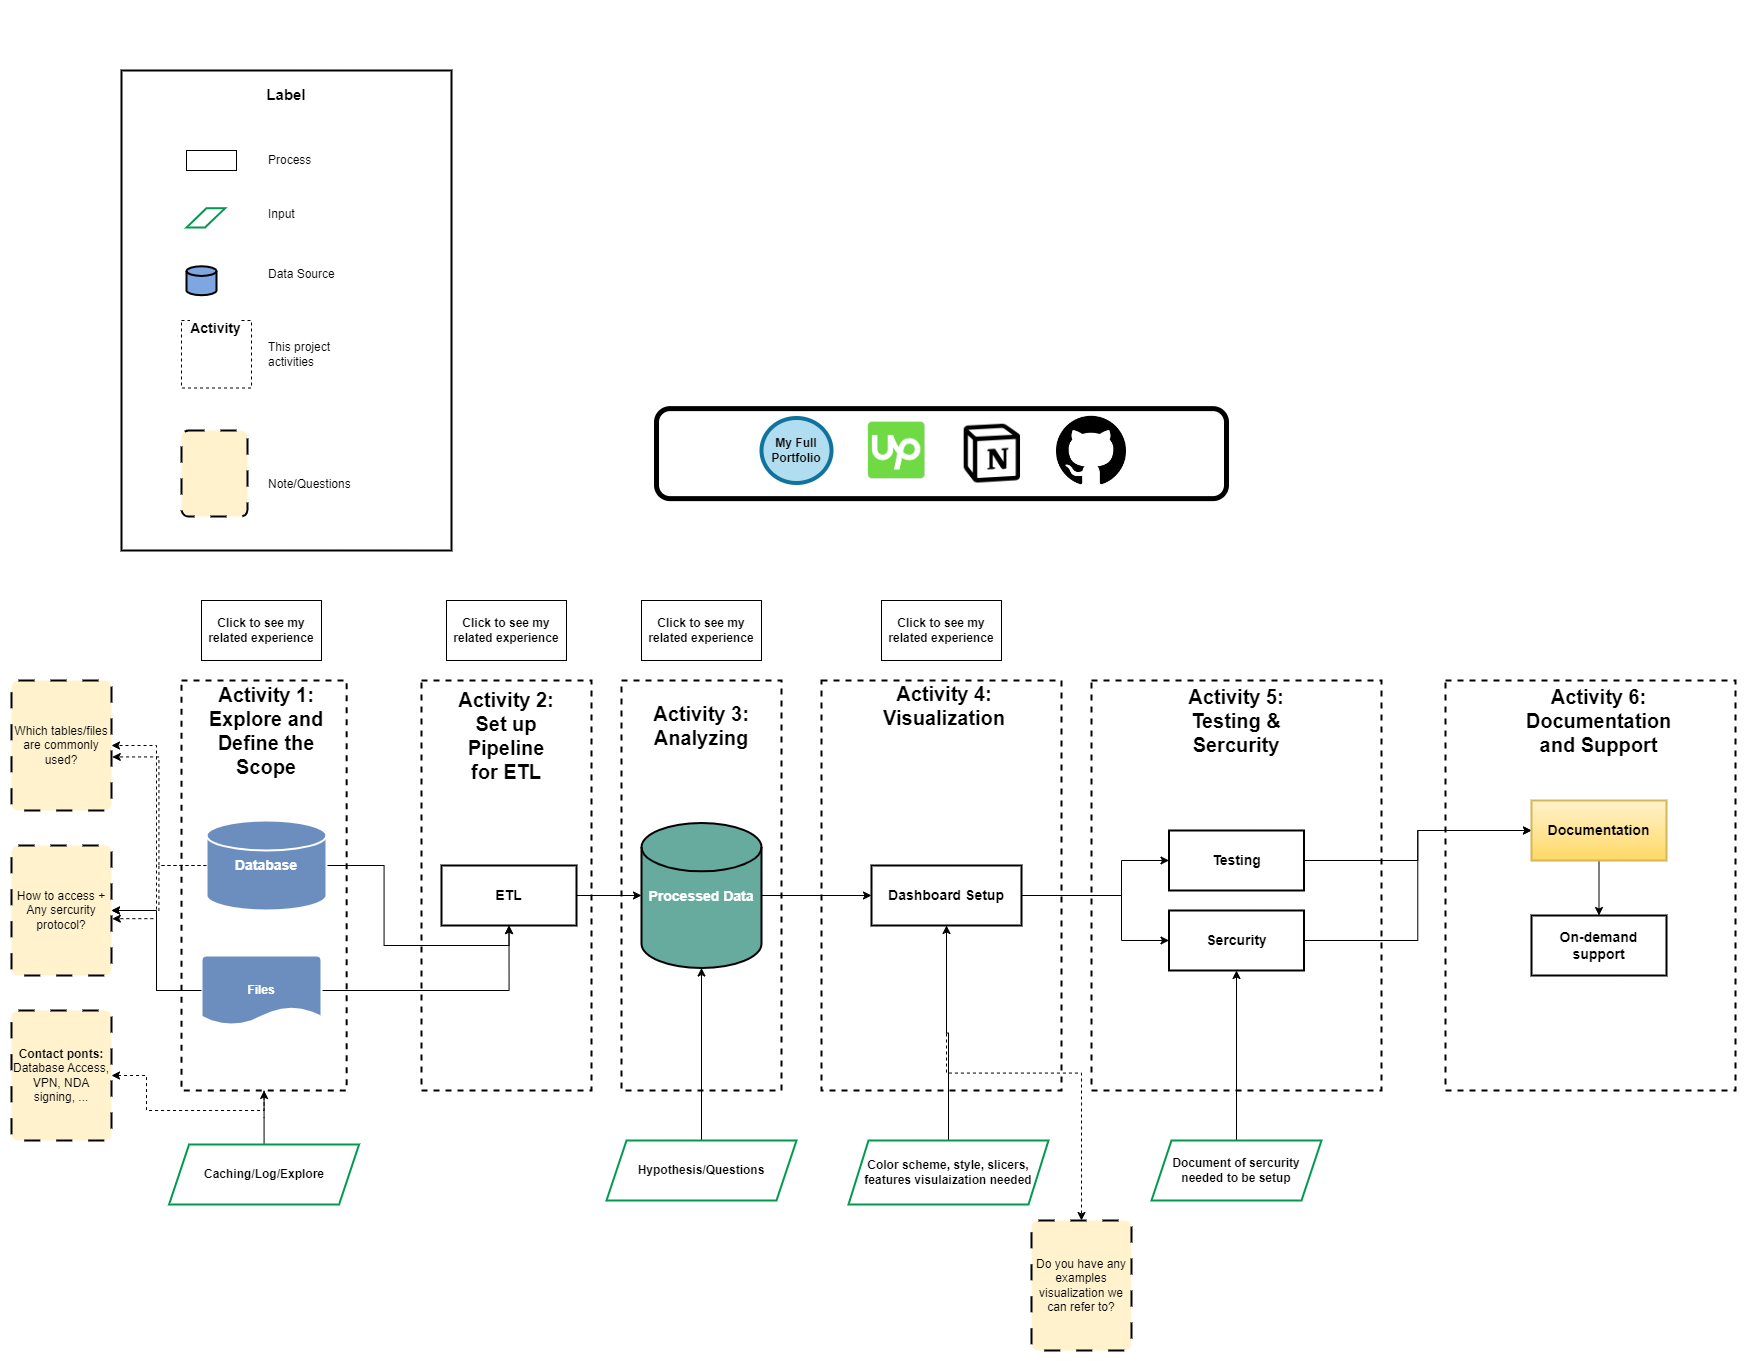 Label
Process
Input
Data Source
Activity
This project
activities
Note/Questions
My Full
Portfolio
up
N
Click to see my
related experience
Click to see my
related experience
Click to see my
related experience
Click to see my
related experience
Which tables/files
are commonly
used?
How to access +
Any sercurity
protocol?
Contact ponts:
Database Access,
VPN, NDA
signing, ...
Activity 1:
Explore and
Define the
Scope
Database
Files
Caching/Log/Explore
Activity 2:
Set up
Pipeline
for ETL
ETL
Activity 3:
Analyzing
Processed Data
Hypothesis/Questions
Activity 4:
Visualization
Dashboard Setup
Color scheme, style, slicers,
features visulaization needed
Do you have any
examples
visualization we
can refer to?
Activity 5:
Testing &
Sercurity
Testing
Sercurity
Document of sercurity
needed to be setup
Activity 6:
Documentation
and Support
Documentation
On-demand
support